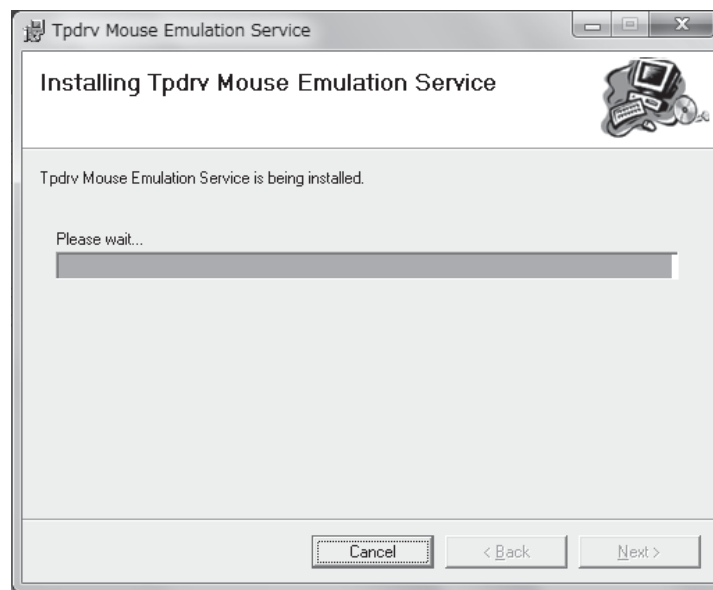 Tpdrv Mouse Emulation Service
Installing Tpdrv Mouse Emulation Service
Tpdrv Mouse Emulation Service is being installed.
Please wait...
Cancel
< Back
Next >